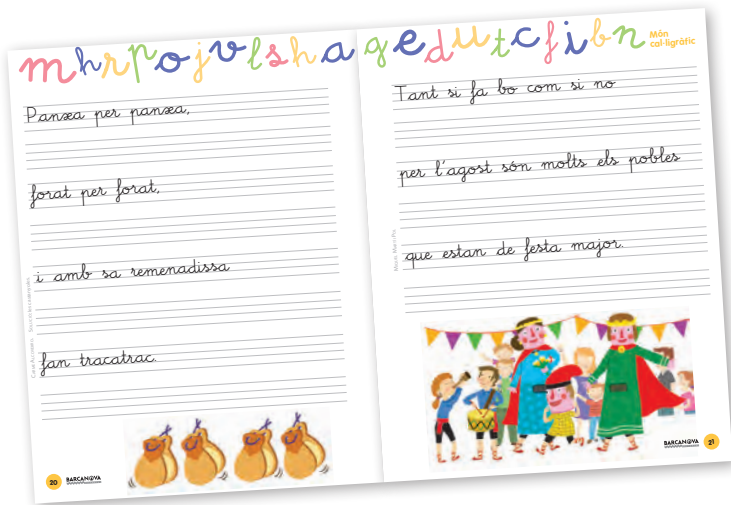 m h r p o j v l s h a
Panxa per panxa,
forat per forat,
i amb sa remenadissa
fan tracatrac.
20 BARCANOVA
g e d u t c f i b n
Món
cal·ligràfic
Tant si fa bo com si no
per l'agost són molts els pobles
que estan de festa major.
BARCANOVA 21